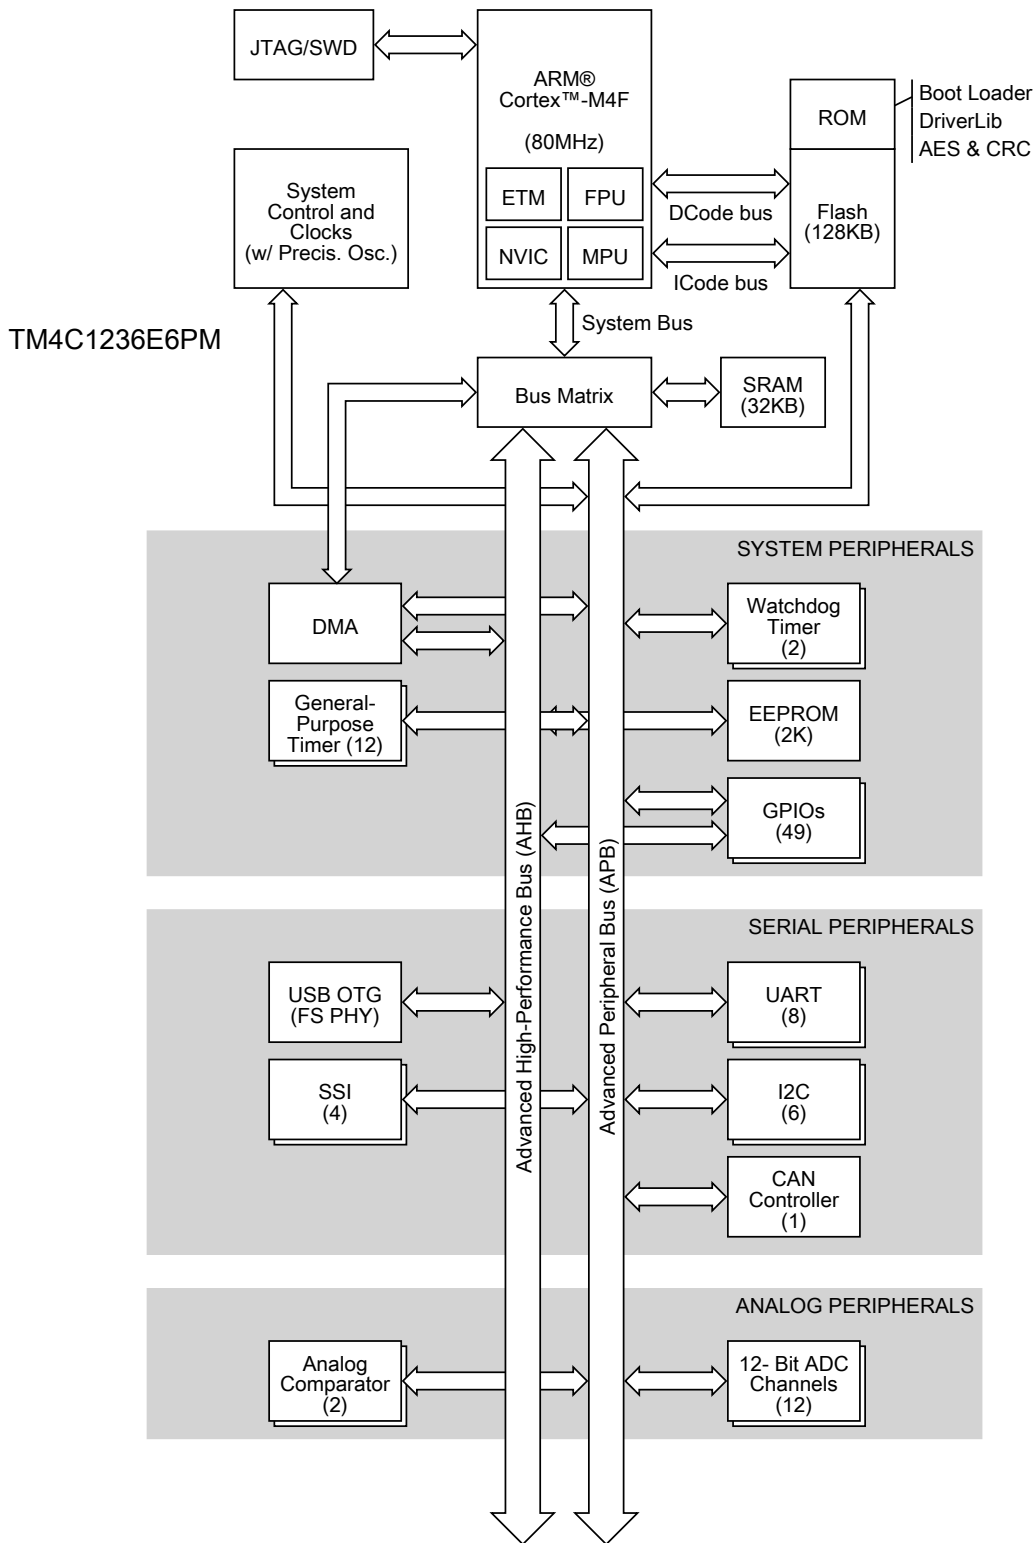 JTAG/SWD
ARM®
Cortex™-M4F
(80MHz)
ETM
FPU
NVIC
MPU
ROM
Boot Loader
DriverLib
AES & CRC
Flash
(128KB)
DCode bus
ICode bus
System
Control and
Clocks
(w/ Precis. Osc.)
System Bus
TM4C1236E6PM
Bus Matrix
SRAM
(32KB)
SYSTEM PERIPHERALS
DMA
Watchdog
Timer
(2)
General-
Purpose
Timer (12)
EEPROM
(2K)
GPIOs
(49)
Advanced High-Performance Bus (AHB)
Advanced Peripheral Bus (APB)
SERIAL PERIPHERALS
USB OTG
(FS PHY)
UART
(8)
SSI
(4)
I2C
(6)
CAN
Controller
(1)
ANALOG PERIPHERALS
Analog
Comparator
(2)
12- Bit ADC
Channels
(12)